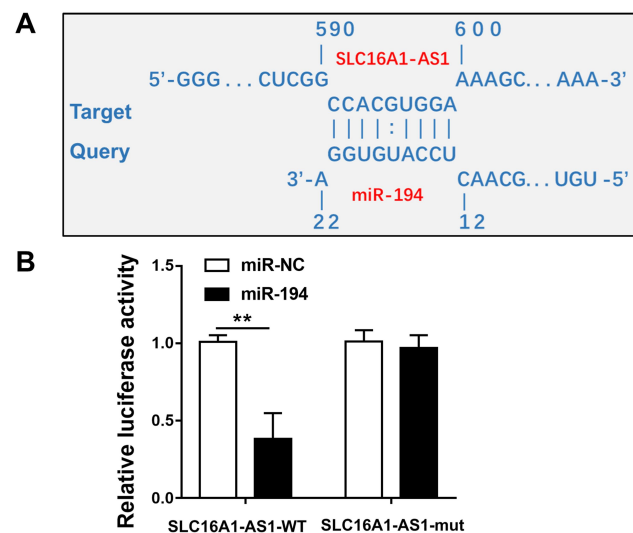 A
590 600
SLC16A1-AS1
5'-GGG...CUCGG AAAGC...AAA-3'
CCACGUGGA
Target
||||:||||
Query
GGUGUACCU
3'-A CAACG...UGU-5'
miR-194
22 12
B
Relative luciferase activity
1.5
1.0
0.5
0.0
miR-NC
miR-194
**
SLC16A1-AS1-WT SLC16A1-AS1-mut